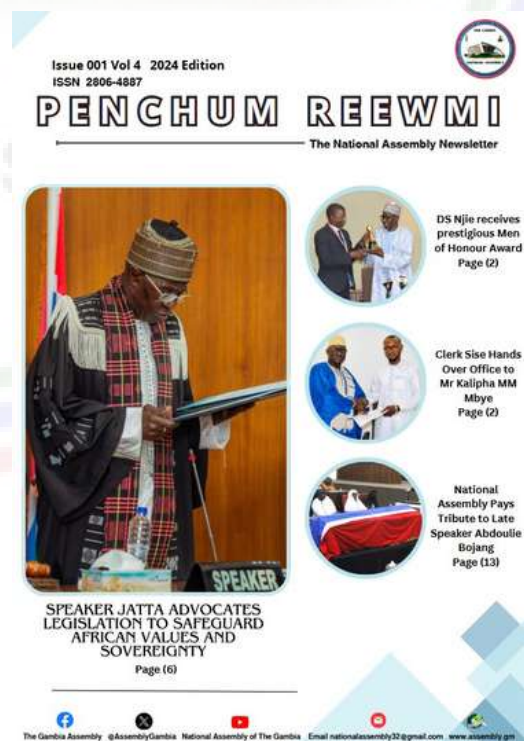 Issue 001 Vol 4 2024 Edition
ISSN 2806-4887
PENCHUM REEWMI
The National Assembly Newsletter
DS Njie receives
prestigious Men
of Honour Award
Page (2)
Clerk Sise Hands
Over Office to
Mr Kalipha MM
Mbye
Page (2)
National
Assembly Pays
Tribute to Late
Speaker Abdoulie
Bojang
Page (13)
SPEAKER
SPEAKER JATTA ADVOCATES
LEGISLATION TO SAFEGUARD
AFRICAN VALUES AND
SOVEREIGNTY
Page (6)
The Gambia Assembly @AssemblyGambia National Assembly of The Gambia Email nationalassembly32@gmail.com www.assembly.gm